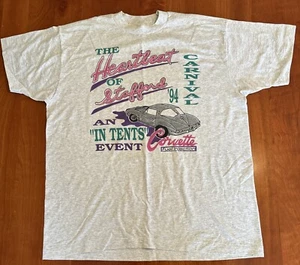 THE
Heartbeat
OF
Stafford
'94
CARNIVAL
AN
"IN TENTS"
EVENT
Corvette